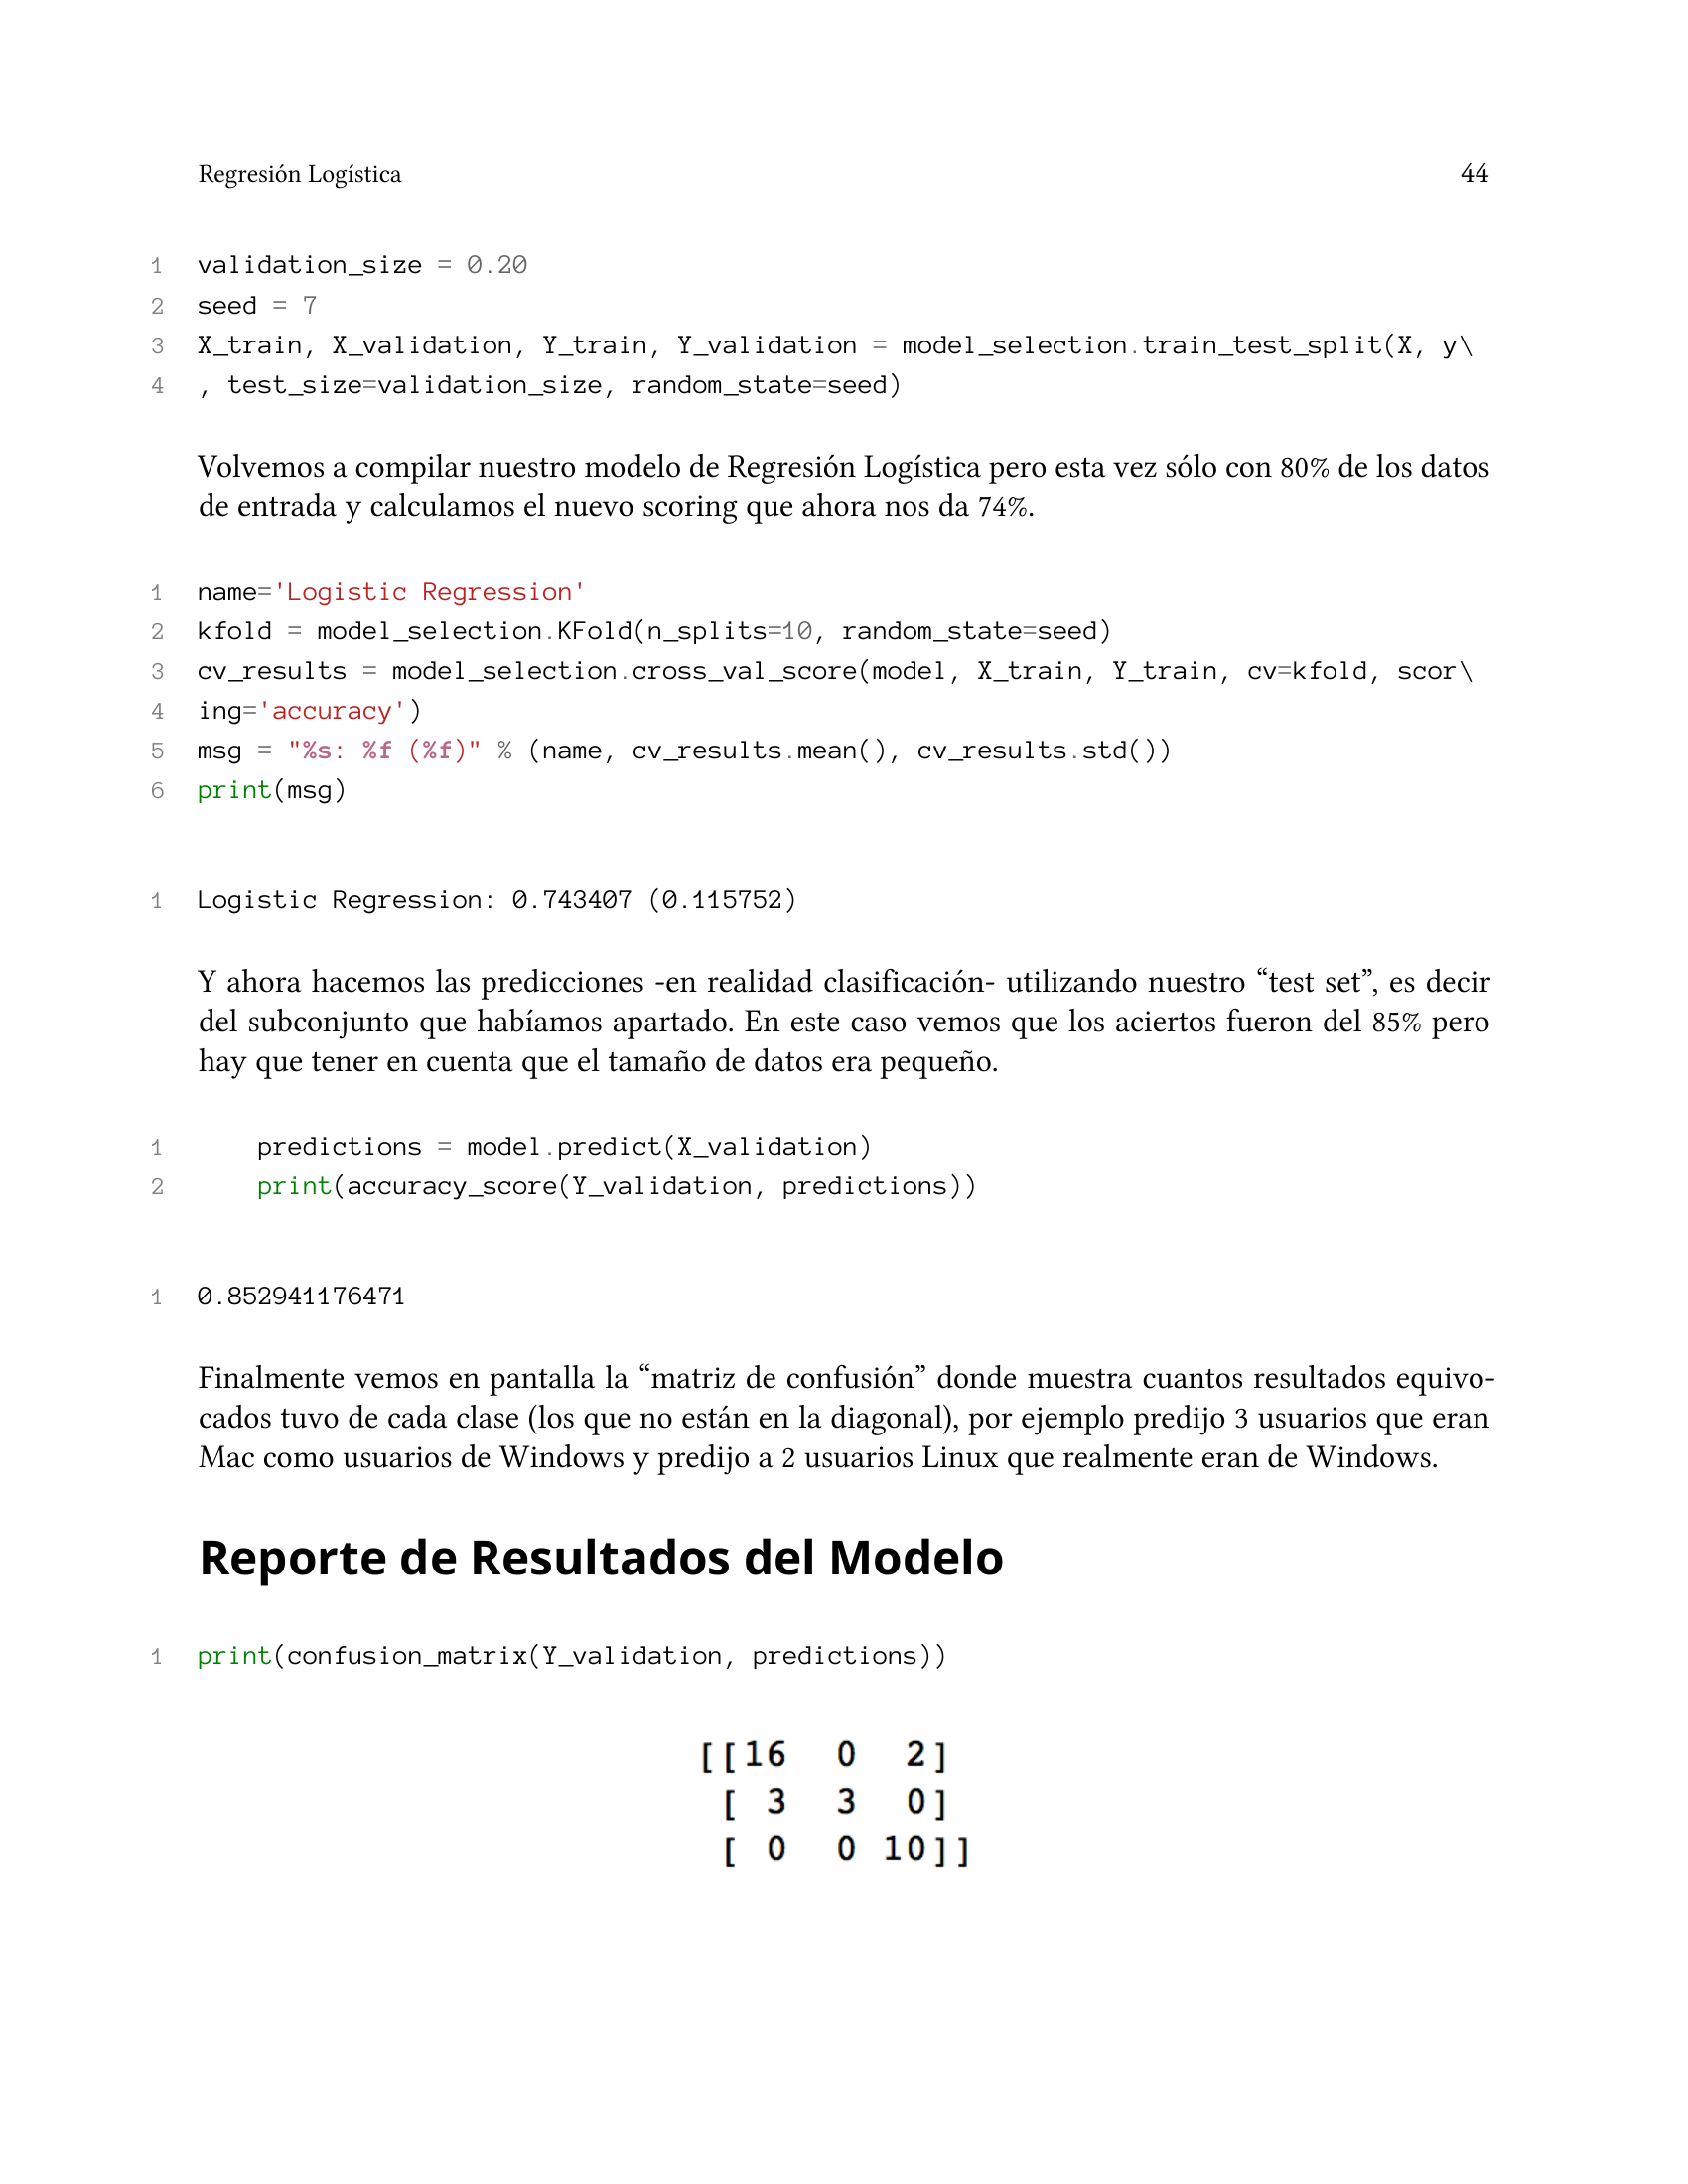 Regresión Logística 44
1 validation_size = 0.20
2 seed = 7
3 X_train, X_validation, Y_train, Y_validation = model_selection.train_test_split(X, y\
4 , test_size=validation_size, random_state=seed)
Volvemos a compilar nuestro modelo de Regresión Logística pero esta vez sólo con 80% de los datos
de entrada y calculamos el nuevo scoring que ahora nos da 74%.
1 name='Logistic Regression'
2 kfold = model_selection.KFold(n_splits=10, random_state=seed)
3 cv_results = model_selection.cross_val_score(model, X_train, Y_train, cv=kfold, scor\
4 ing='accuracy')
5 msg = "%s: %f (%f)" % (name, cv_results.mean(), cv_results.std())
6 print(msg)
1 Logistic Regression: 0.743407 (0.115752)
Y ahora hacemos las predicciones -en realidad clasificación- utilizando nuestro “test set”, es decir
del subconjunto que habíamos apartado. En este caso vemos que los aciertos fueron del 85% pero
hay que tener en cuenta que el tamaño de datos era pequeño.
1 predictions = model.predict(X_validation)
2 print(accuracy_score(Y_validation, predictions))
1 0.852941176471
Finalmente vemos en pantalla la “matriz de confusión” donde muestra cuantos resultados equivo-
cados tuvo de cada clase (los que no están en la diagonal), por ejemplo predijo 3 usuarios que eran
Mac como usuarios de Windows y predijo a 2 usuarios Linux que realmente eran de Windows.
Reporte de Resultados del Modelo
1 print(confusion_matrix(Y_validation, predictions))
[[16 0 2]
[ 3 3 0]
[ 0 0 10]]